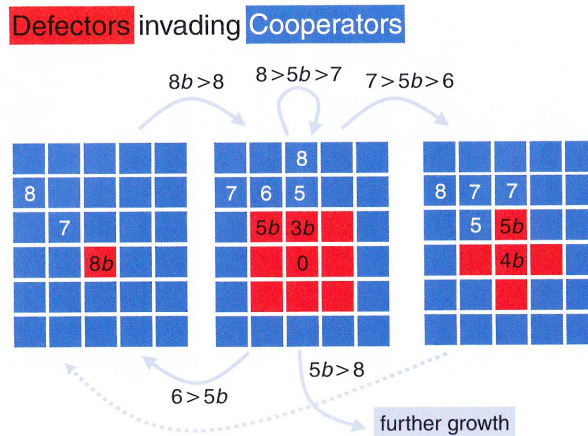 Defectors invading Cooperators
8b>8
8>5b>7
7>5b>6
8
7
8b
8
7 6 5
5b 3b
0
8 7 7
5 5b
4b
6>5b
5b>8
further growth